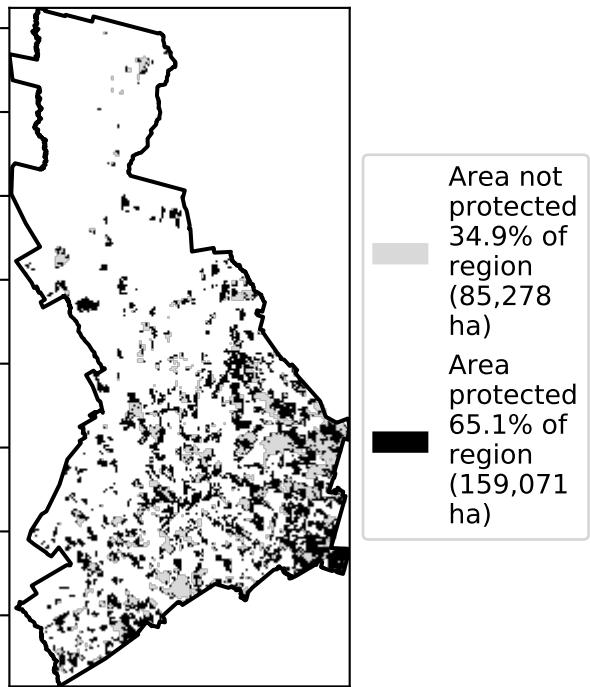 Area not
protected
34.9% of
region
(85,278
ha)
Area
protected
65.1% of
region
(159,071
ha)